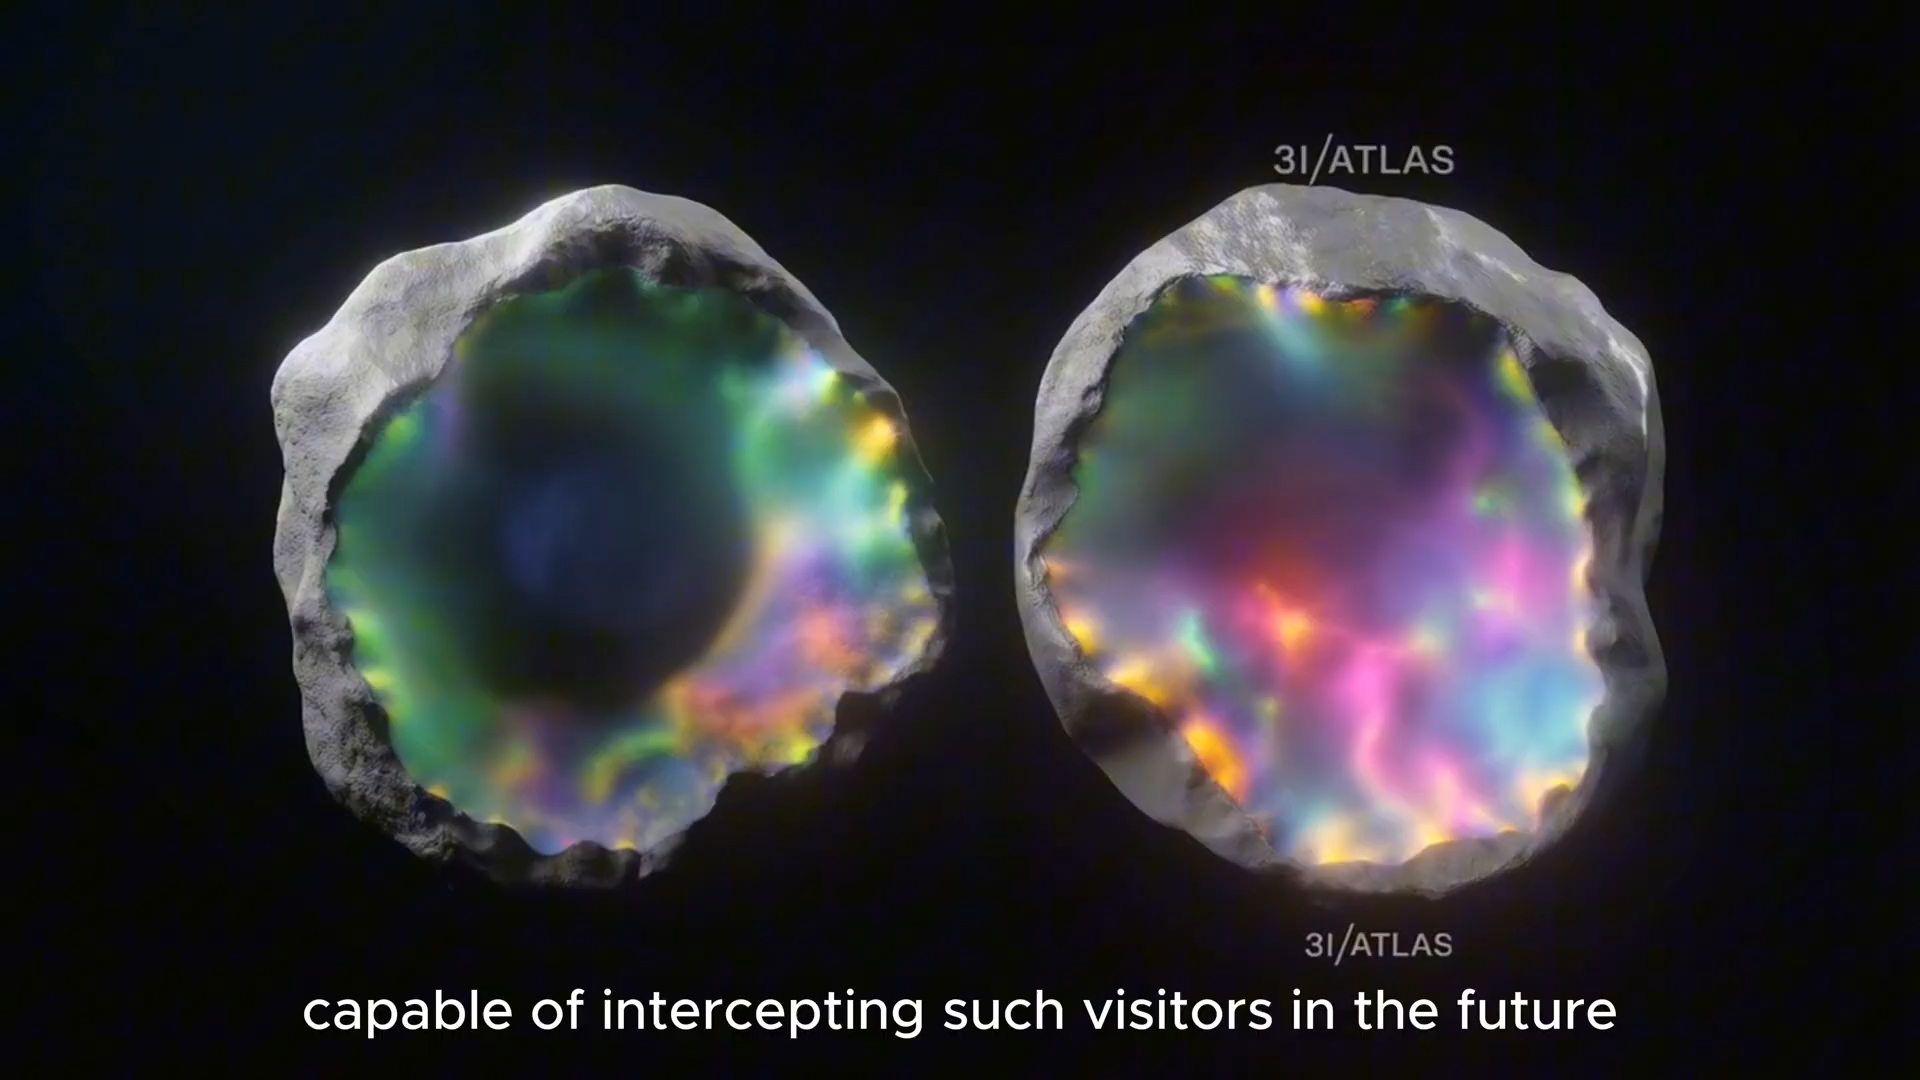 3I/ATLAS
3I/ATLAS
capable of intercepting such visitors in the future